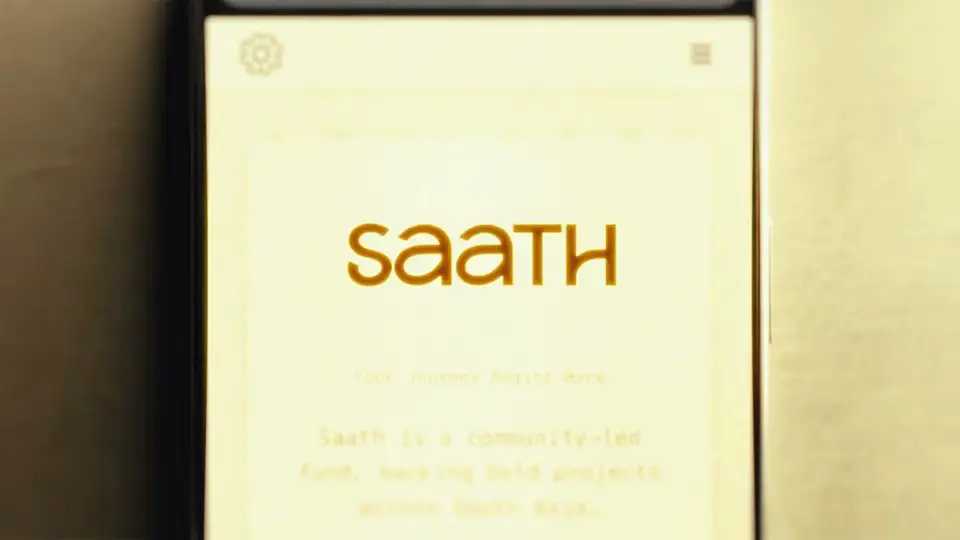 saaTH
Your Journey Begins Here
Saath is a community-led
fund, backing bold projects
across South Asia.